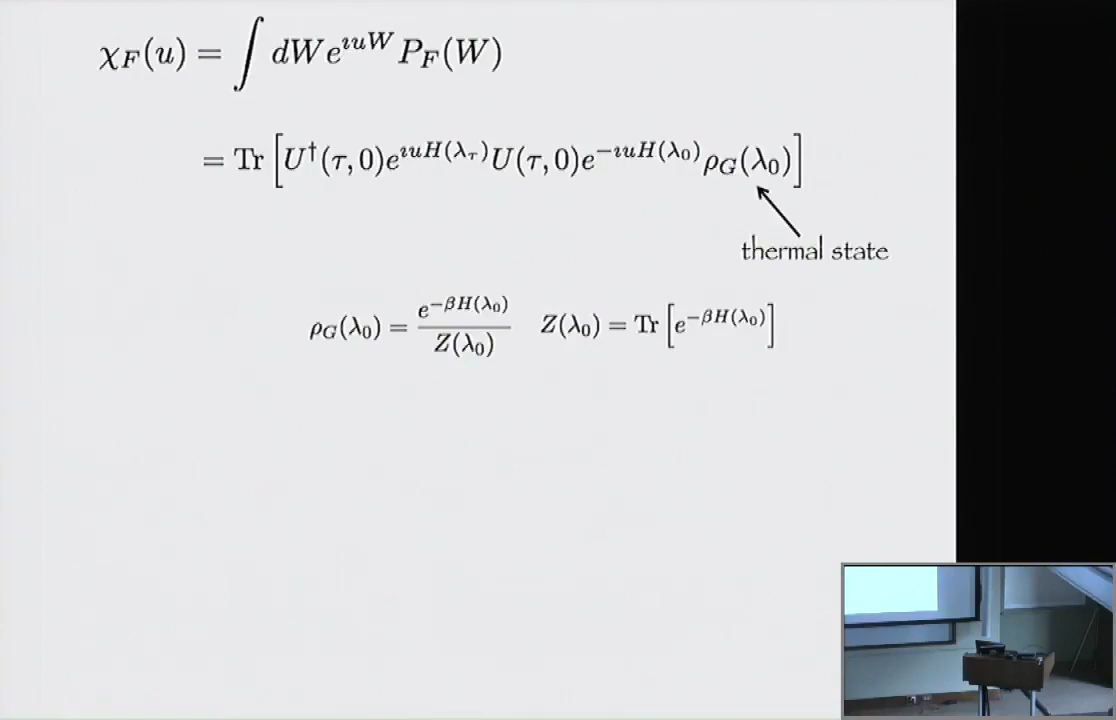 χ_F(u) = ∫ dW e^{ıuW} P_F(W)
= Tr [U†(τ, 0)e^{ıuH(λ_τ)}U(τ, 0)e^{−ıuH(λ_0)}ρ_G(λ_0)]
thermal state
ρ_G(λ_0) = e^{−βH(λ_0)} / Z(λ_0)    Z(λ_0) = Tr [e^{−βH(λ_0)}]